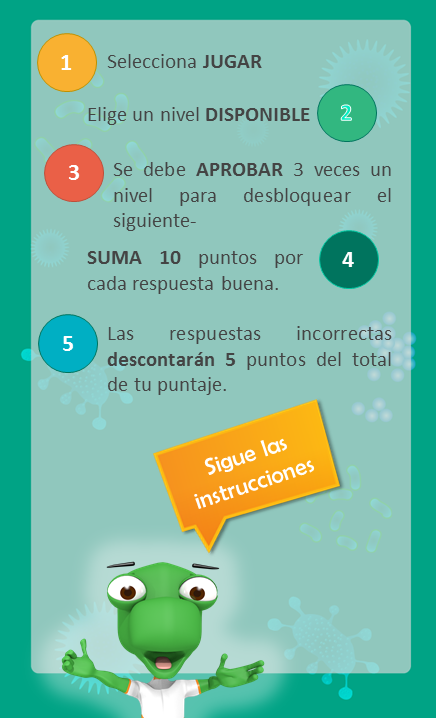 1 Selecciona JUGAR
Elige un nivel DISPONIBLE 2
3 Se debe APROBAR 3 veces un
nivel para desbloquear el
siguiente-
SUMA 10 puntos por
cada respuesta buena. 4
5 Las respuestas incorrectas
descontarán 5 puntos del total
de tu puntaje.
Sigue las
instrucciones